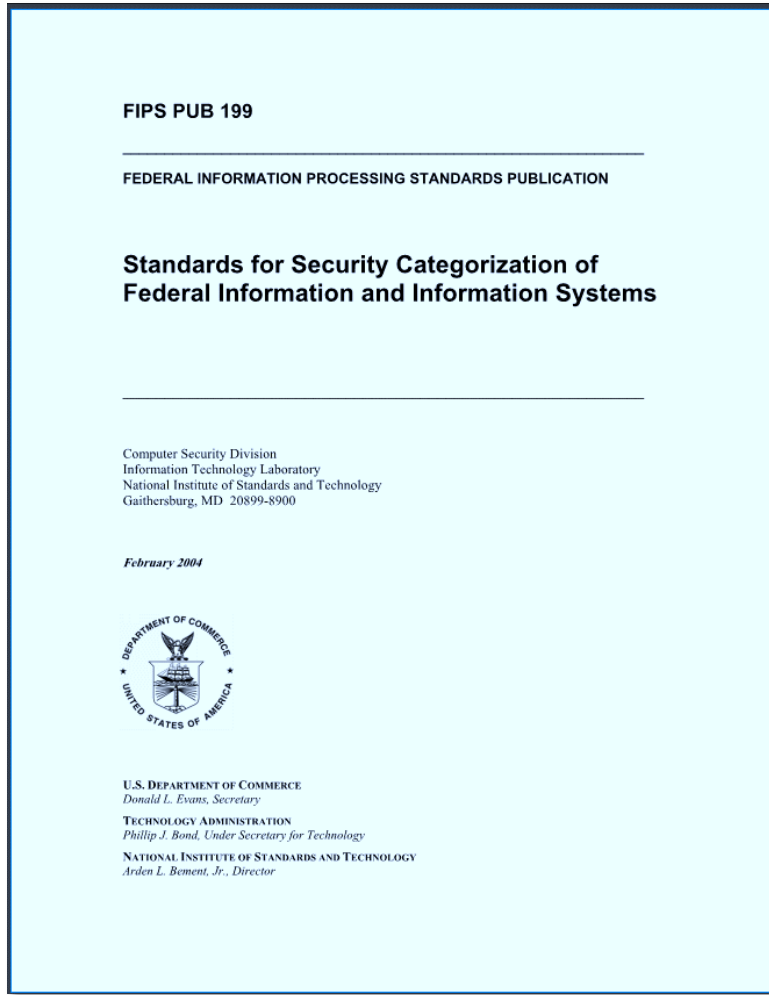 FIPS PUB 199
FEDERAL INFORMATION PROCESSING STANDARDS PUBLICATION
Standards for Security Categorization of
Federal Information and Information Systems
Computer Security Division
Information Technology Laboratory
National Institute of Standards and Technology
Gaithersburg, MD 20899-8900
February 2004
DEPARTMENT OF COMMERCE
UNITED STATES OF AMERICA
U.S. DEPARTMENT OF COMMERCE
Donald L. Evans, Secretary
TECHNOLOGY ADMINISTRATION
Phillip J. Bond, Under Secretary for Technology
NATIONAL INSTITUTE OF STANDARDS AND TECHNOLOGY
Arden L. Bement, Jr., Director